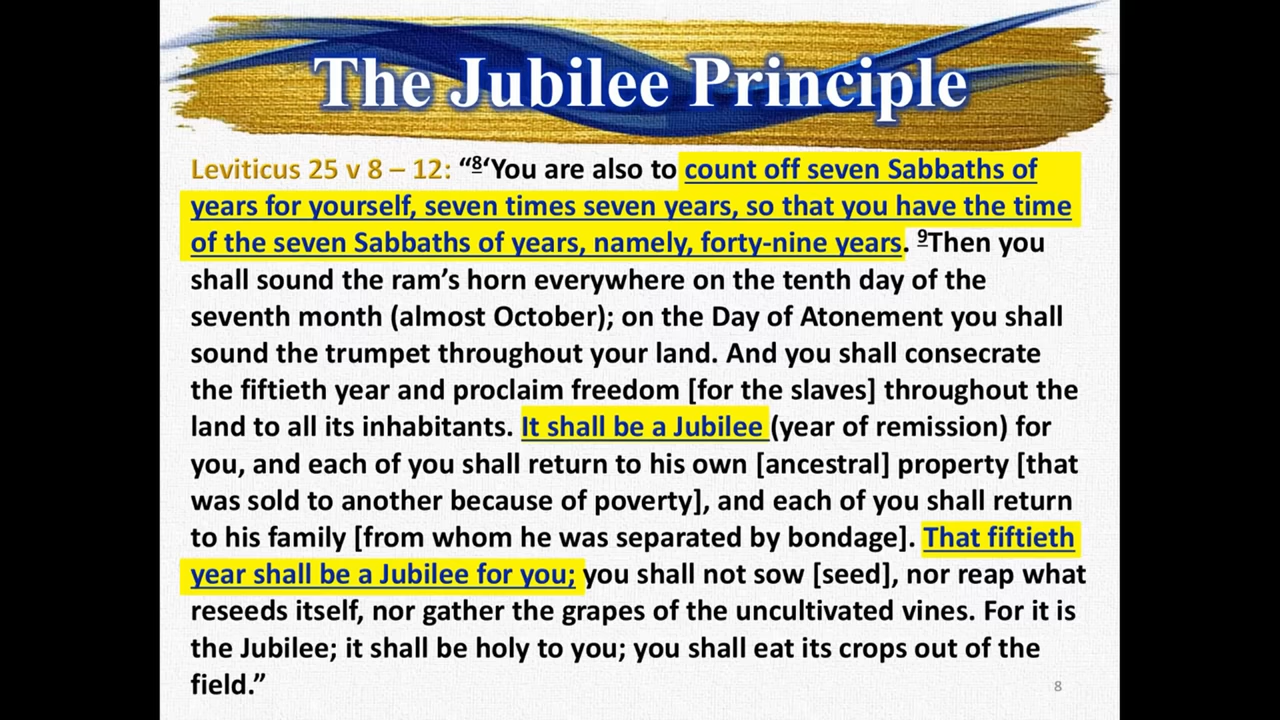 The Jubilee Principle
Leviticus 25 v 8 – 12: “8‘You are also to count off seven Sabbaths of
years for yourself, seven times seven years, so that you have the time
of the seven Sabbaths of years, namely, forty-nine years. 9Then you
shall sound the ram’s horn everywhere on the tenth day of the
seventh month (almost October); on the Day of Atonement you shall
sound the trumpet throughout your land. And you shall consecrate
the fiftieth year and proclaim freedom [for the slaves] throughout the
land to all its inhabitants. It shall be a Jubilee (year of remission) for
you, and each of you shall return to his own [ancestral] property [that
was sold to another because of poverty], and each of you shall return
to his family [from whom he was separated by bondage]. That fiftieth
year shall be a Jubilee for you; you shall not sow [seed], nor reap what
reseeds itself, nor gather the grapes of the uncultivated vines. For it is
the Jubilee; it shall be holy to you; you shall eat its crops out of the
field.”
8